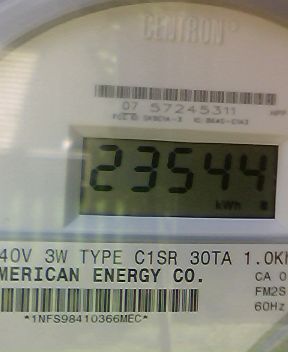 CENTRON
07 57245311
23544
kWh
40V 3W TYPE C1SR 30TA 1.0K
MERICAN ENERGY CO.
CA 0
FM2S
60Hz
*1NFS98410366MEC*